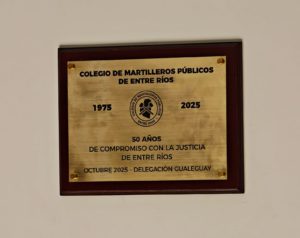 COLEGIO DE MARTILLEROS PÚBLICOS
DE ENTRE RÍOS
1975 2025
50 AÑOS
DE COMPROMISO CON LA JUSTICIA
DE ENTRE RÍOS
OCTUBRE 2025 - DELEGACIÓN GUALEGUAY